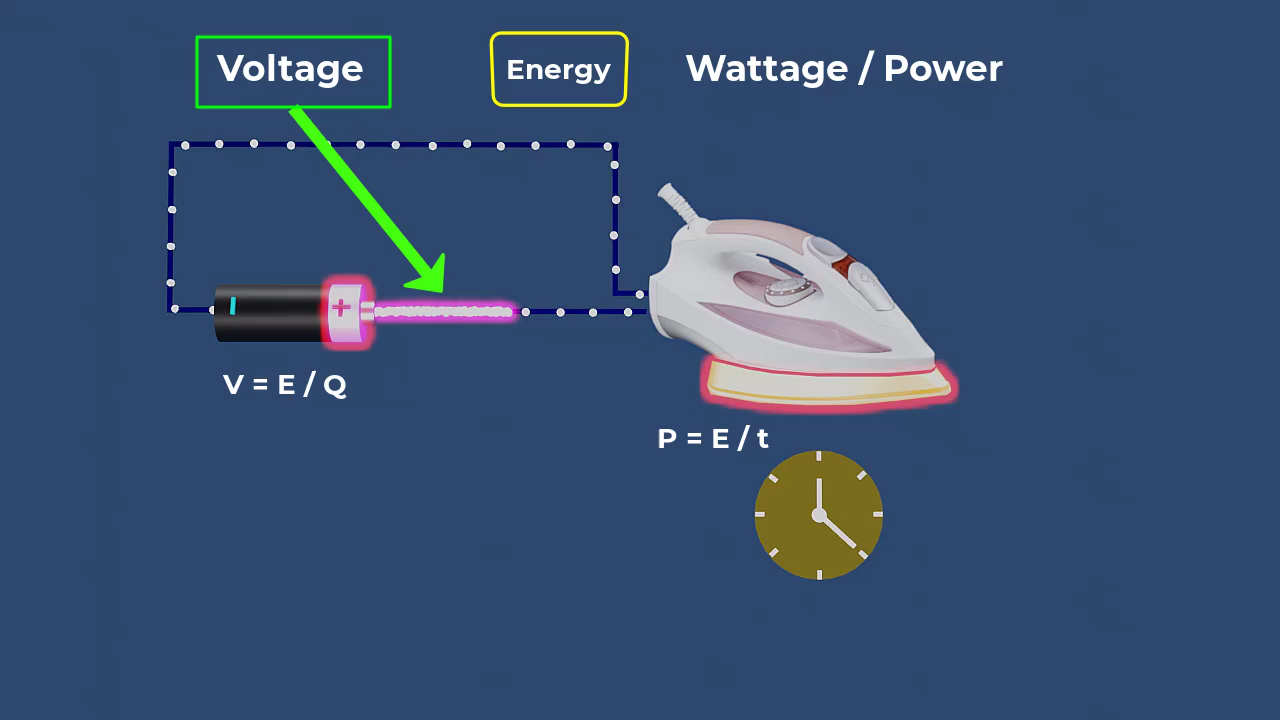 Voltage
Energy
Wattage / Power
+
V = E / Q
P = E / t